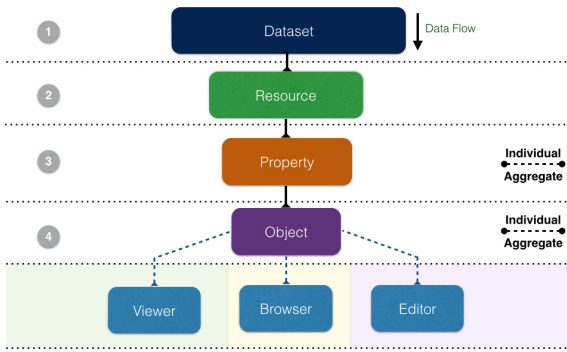 1
Dataset
Data Flow
2
Resource
3
Property
Individual
Aggregate
4
Object
Individual
Aggregate
Viewer
Browser
Editor